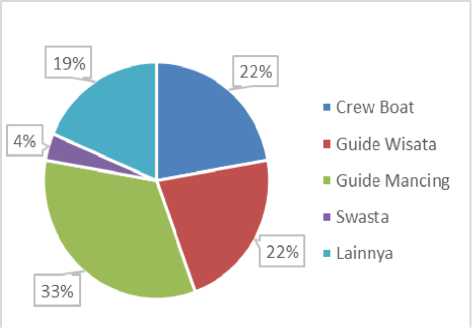 19%
22%
4%
22%
33%
Crew Boat
Guide Wisata
Guide Mancing
Swasta
Lainnya